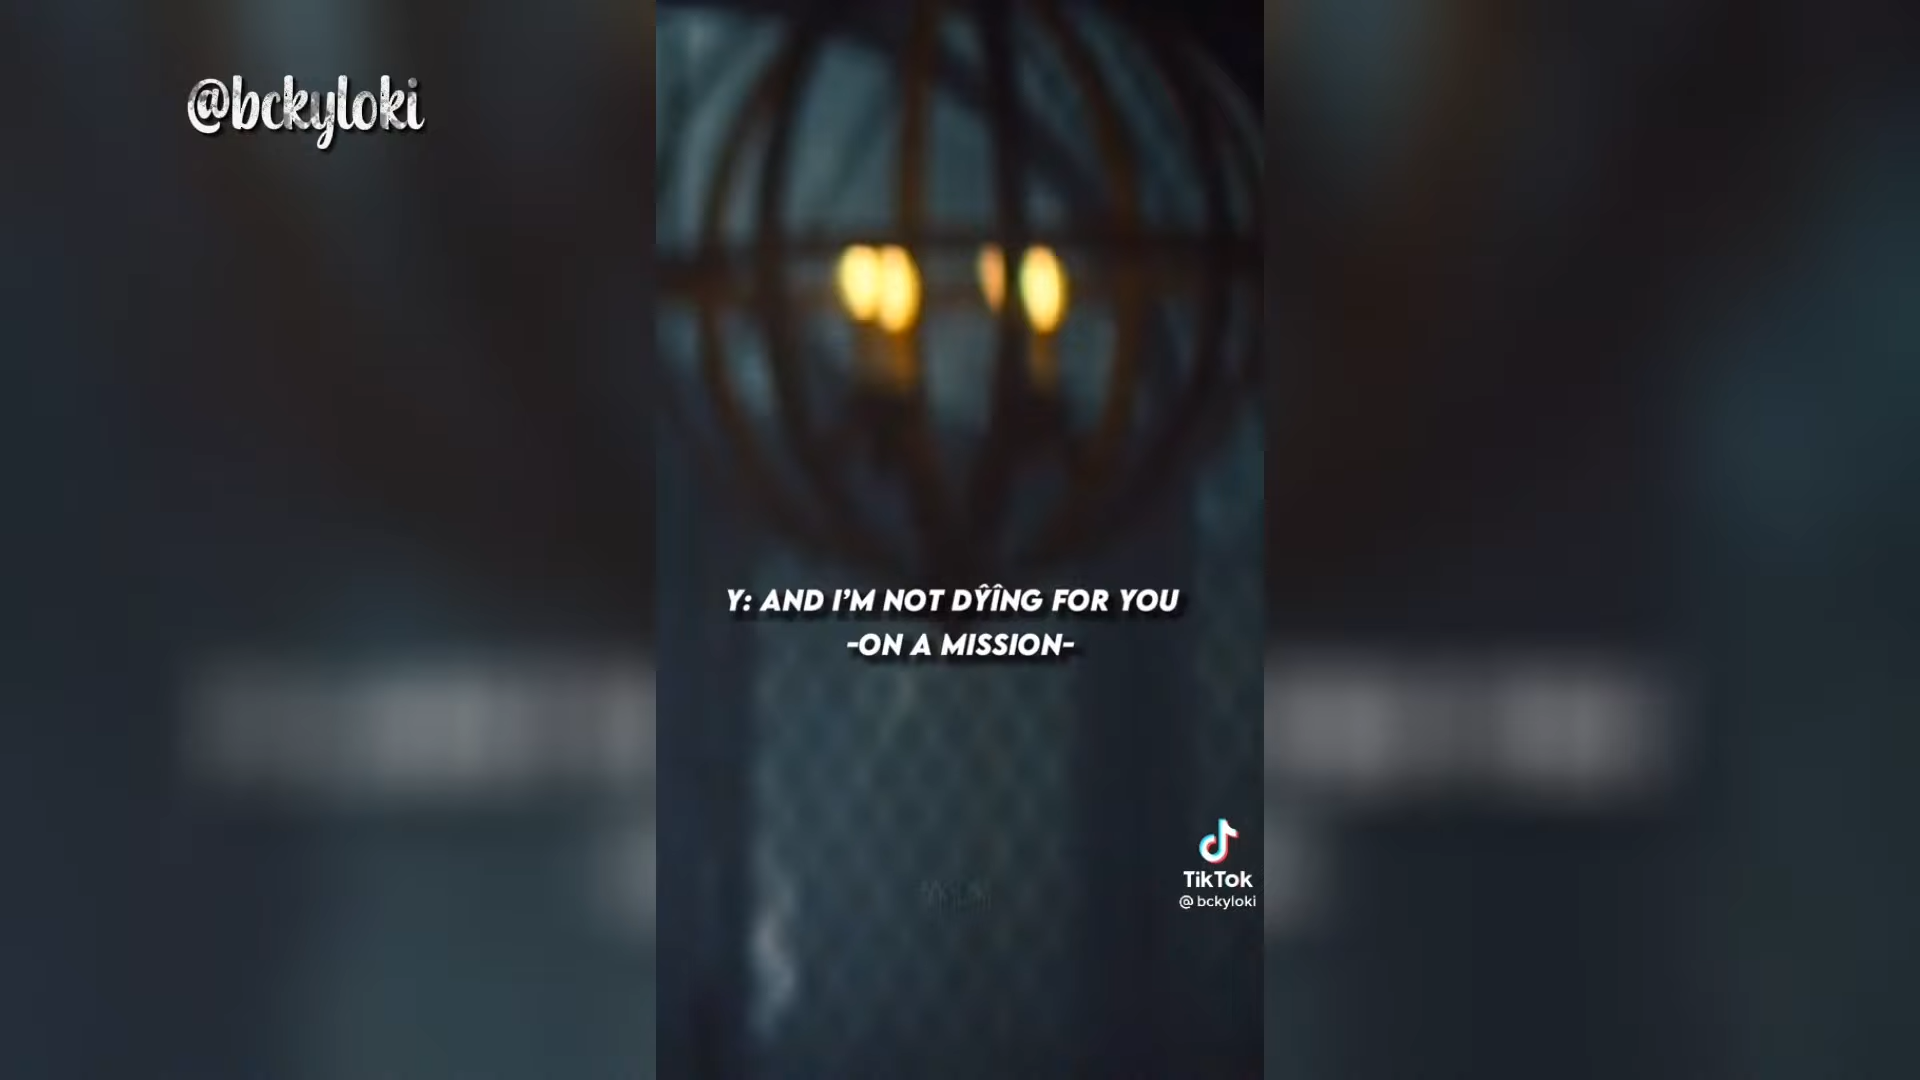 @bckyloki
Y: AND I'M NOT DŶÎNG FOR YOU
-ON A MISSION-
TikTok
@bckyloki